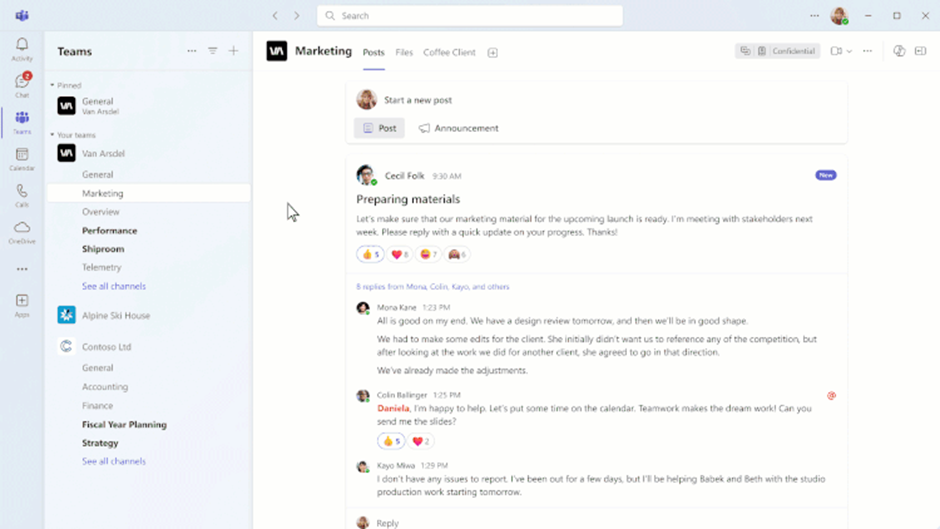 Search
Activity
Chat
2
Teams
Calendar
Calls
OneDrive
Apps
Teams
Pinned
VA
General
Van Arsdel
Your teams
VA
Van Arsdel
General
Marketing
Overview
Performance
Shiproom
Telemetry
See all channels
Alpine Ski House
Contoso Ltd
General
Accounting
Finance
Fiscal Year Planning
Strategy
See all channels
VA Marketing Posts Files Coffee Client
Confidential
Start a new post
Post Announcement
Cecil Folk 9:30 AM New
Preparing materials
Let's make sure that our marketing material for the upcoming launch is ready. I'm meeting with stakeholders next
week. Please reply with a quick update on your progress. Thanks!
5 8 7 6
8 replies from Mona, Colin, Kayo, and others
Mona Kane 1:23 PM
All is good on my end. We have a design review tomorrow, and then we'll be in good shape.
We had to make some edits for the client. She initially didn't want us to reference any of the competition, but
after looking at the work we did for another client, she agreed to go in that direction.
We've already made the adjustments.
Colin Ballinger 1:25 PM @
Daniela, I'm happy to help. Let's put some time on the calendar. Teamwork makes the dream work! Can you
send me the slides?
5 2
Kayo Miwa 1:29 PM
I don't have any issues to report. I've been out for a few days, but I'll be helping Babek and Beth with the studio
production work starting tomorrow.
Reply